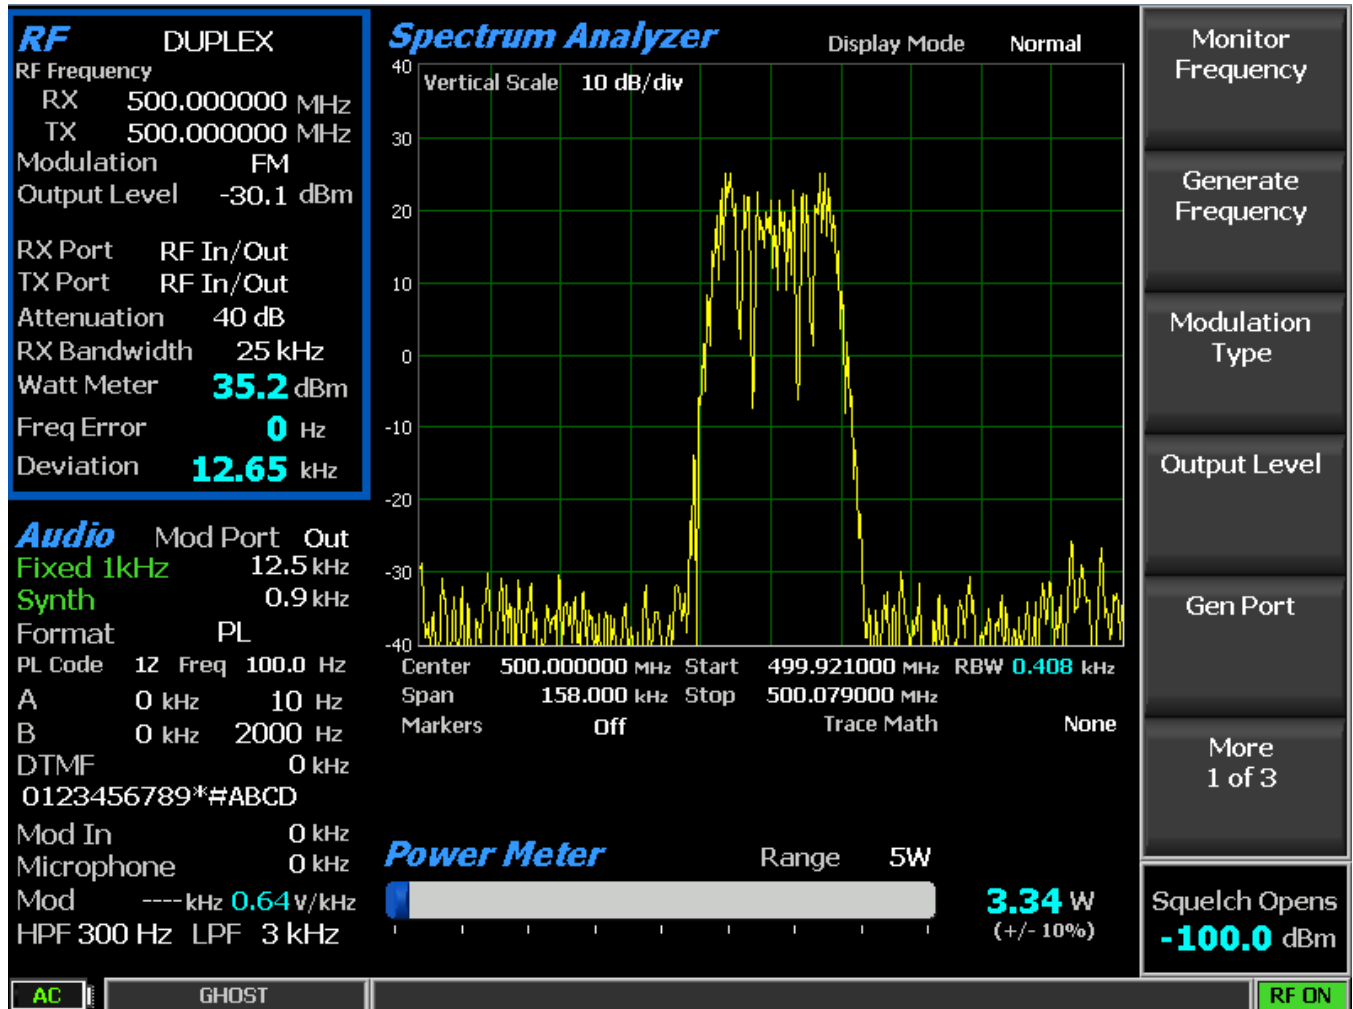 RF DUPLEX
RF Frequency
RX 500.000000 MHz
TX 500.000000 MHz
Modulation FM
Output Level -30.1 dBm
RX Port RF In/Out
TX Port RF In/Out
Attenuation 40 dB
RX Bandwidth 25 kHz
Watt Meter 35.2 dBm
Freq Error 0 Hz
Deviation 12.65 kHz
Audio Mod Port Out
Fixed 1kHz 12.5 kHz
Synth 0.9 kHz
Format PL
PL Code 1Z Freq 100.0 Hz
A 0 kHz 10 Hz
B 0 kHz 2000 Hz
DTMF 0 kHz
0123456789*#ABCD
Mod In 0 kHz
Microphone 0 kHz
Mod ----kHz 0.64 V/kHz
HPF 300 Hz LPF 3 kHz
Spectrum Analyzer Display Mode Normal
Vertical Scale 10 dB/div
40
30
20
10
0
-10
-20
-30
-40
Center 500.000000 MHz Start 499.921000 MHz RBW 0.408 kHz
Span 158.000 kHz Stop 500.079000 MHz
Markers Off Trace Math None
Power Meter Range 5W
3.34 W
(+/-10%)
Monitor
Frequency
Generate
Frequency
Modulation
Type
Output Level
Gen Port
More
1 of 3
Squelch Opens
-100.0 dBm
AC GHOST RF ON